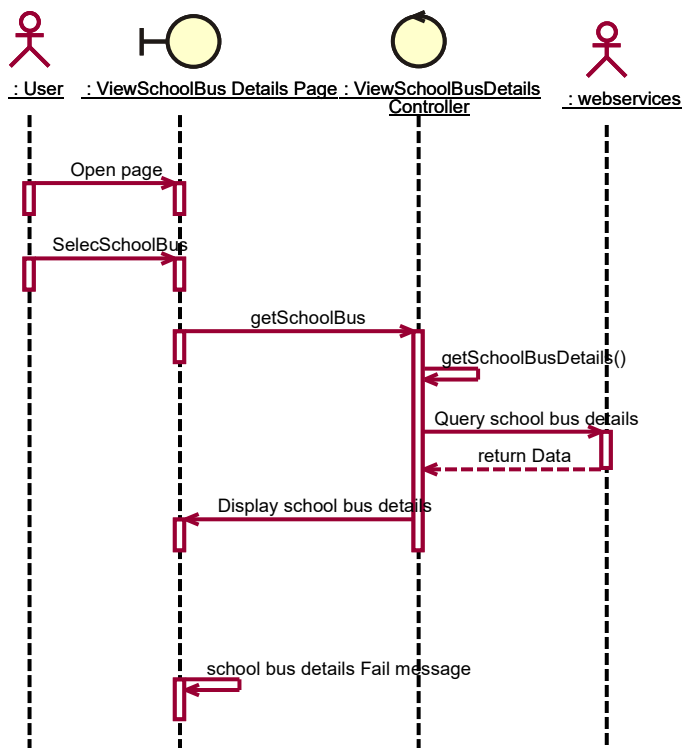 : User
: ViewSchoolBus Details Page
: ViewSchoolBusDetails
Controller
: webservices
Open page
SelecSchoolBus
getSchoolBus
getSchoolBusDetails()
Query school bus details
return Data
Display school bus details
school bus details Fail message